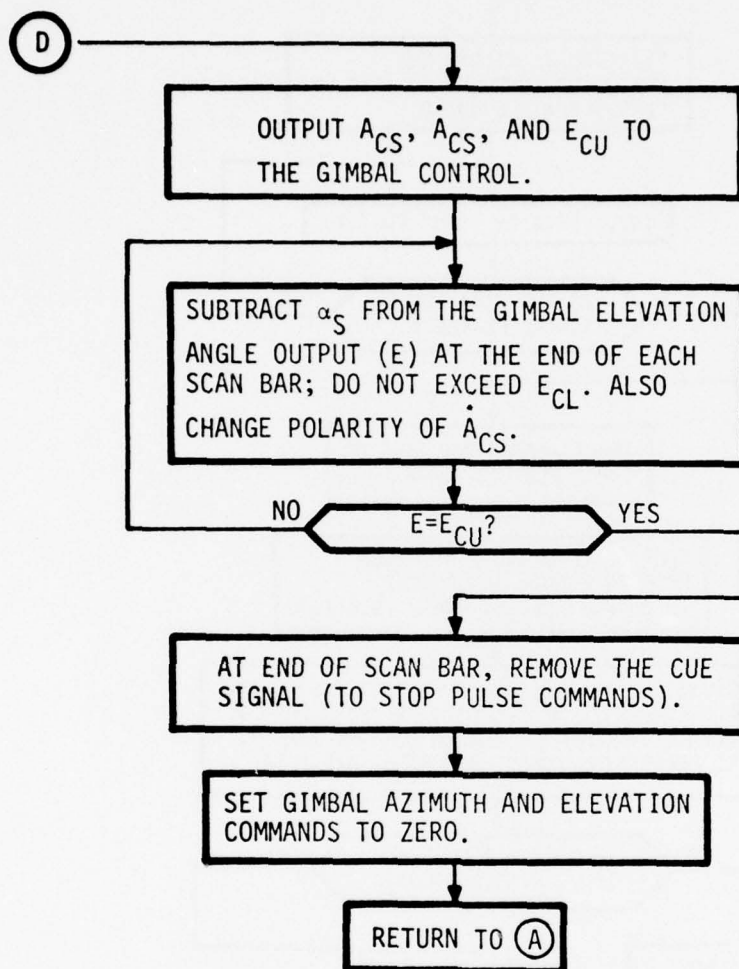 D
OUTPUT A_CS, Ȧ_CS, AND E_CU TO
THE GIMBAL CONTROL.
SUBTRACT α_S FROM THE GIMBAL ELEVATION
ANGLE OUTPUT (E) AT THE END OF EACH
SCAN BAR; DO NOT EXCEED E_CL. ALSO
CHANGE POLARITY OF Ȧ_CS.
NO
E=E_CU?
YES
AT END OF SCAN BAR, REMOVE THE CUE
SIGNAL (TO STOP PULSE COMMANDS).
SET GIMBAL AZIMUTH AND ELEVATION
COMMANDS TO ZERO.
RETURN TO A